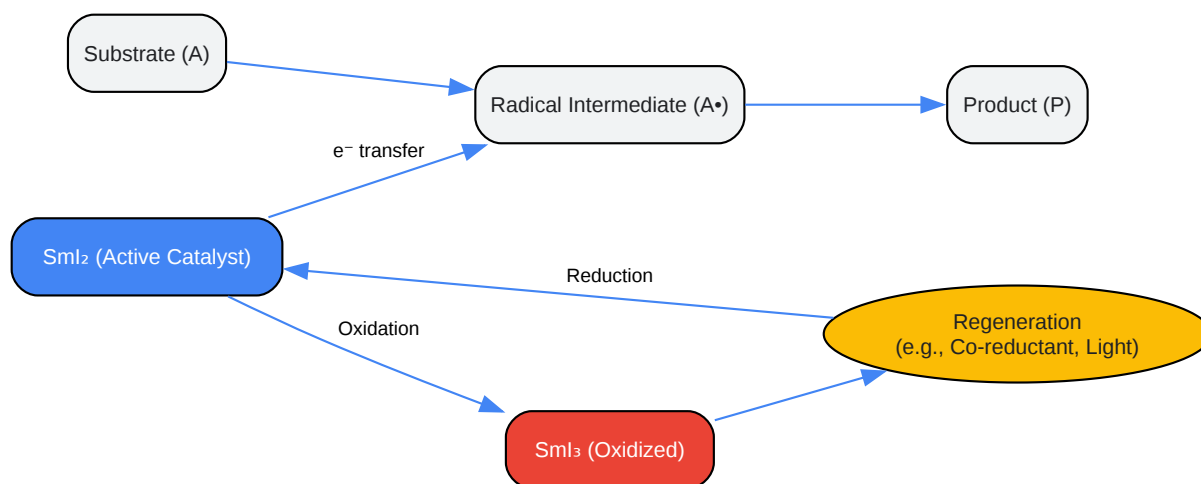 Substrate (A)
Radical Intermediate (A•)
Product (P)
e⁻ transfer
SmI₂ (Active Catalyst)
Reduction
Oxidation
Regeneration
(e.g., Co-reductant, Light)
SmI₃ (Oxidized)